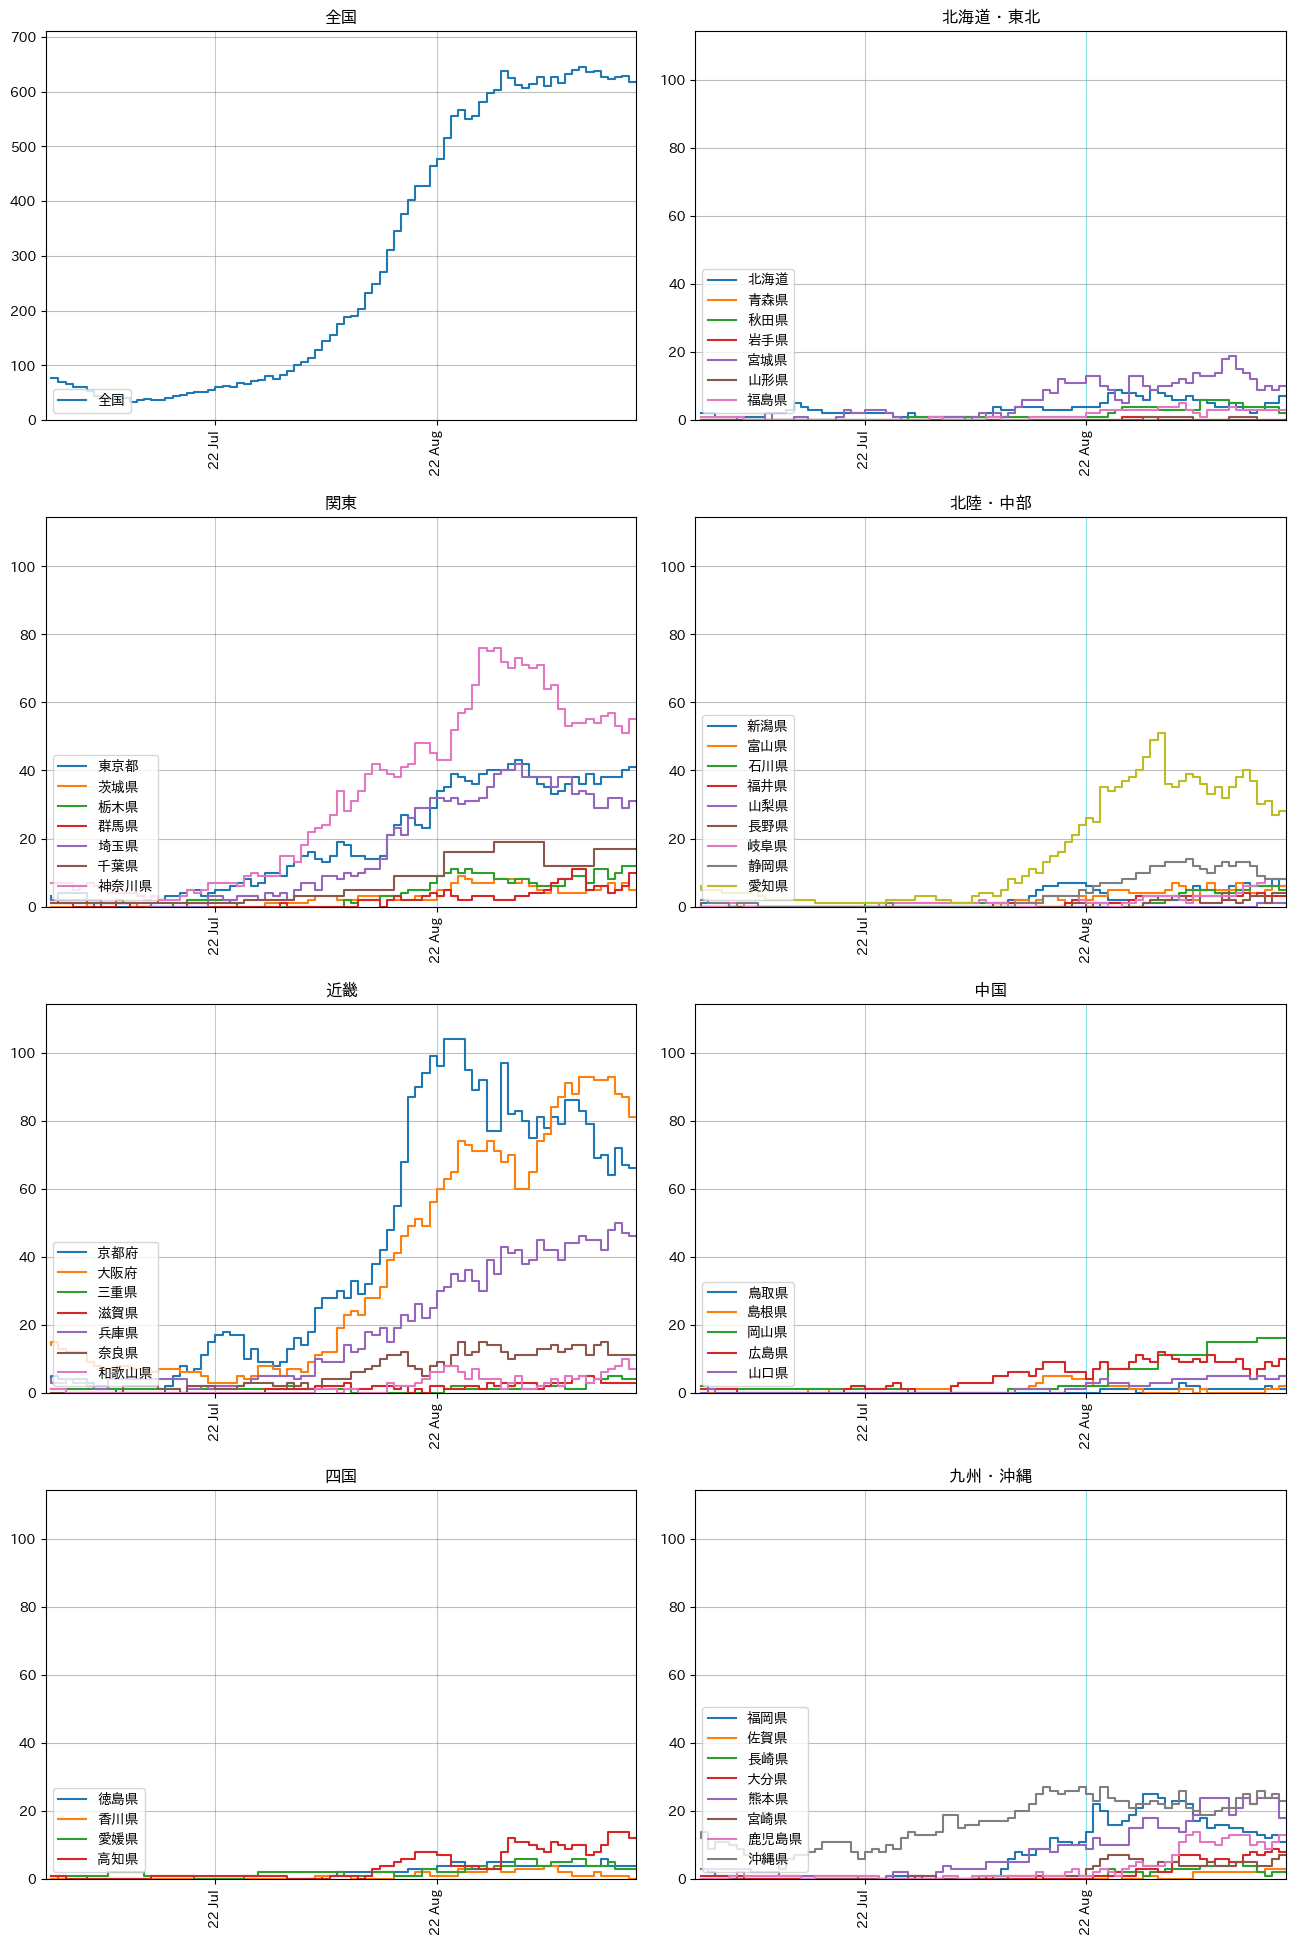 全国
700
600
500
400
300
200
100
0
全国
22 Jul
22 Aug
北海道・東北
100
80
60
40
20
0
北海道
青森県
秋田県
岩手県
宮城県
山形県
福島県
22 Jul
22 Aug
関東
100
80
60
40
20
0
東京都
茨城県
栃木県
群馬県
埼玉県
千葉県
神奈川県
22 Jul
22 Aug
北陸・中部
100
80
60
40
20
0
新潟県
富山県
石川県
福井県
山梨県
長野県
岐阜県
静岡県
愛知県
22 Jul
22 Aug
近畿
100
80
60
40
20
0
京都府
大阪府
三重県
滋賀県
兵庫県
奈良県
和歌山県
22 Jul
22 Aug
中国
100
80
60
40
20
0
鳥取県
島根県
岡山県
広島県
山口県
22 Jul
22 Aug
四国
100
80
60
40
20
0
徳島県
香川県
愛媛県
高知県
22 Jul
22 Aug
九州・沖縄
100
80
60
40
20
0
福岡県
佐賀県
長崎県
大分県
熊本県
宮崎県
鹿児島県
沖縄県
22 Jul
22 Aug